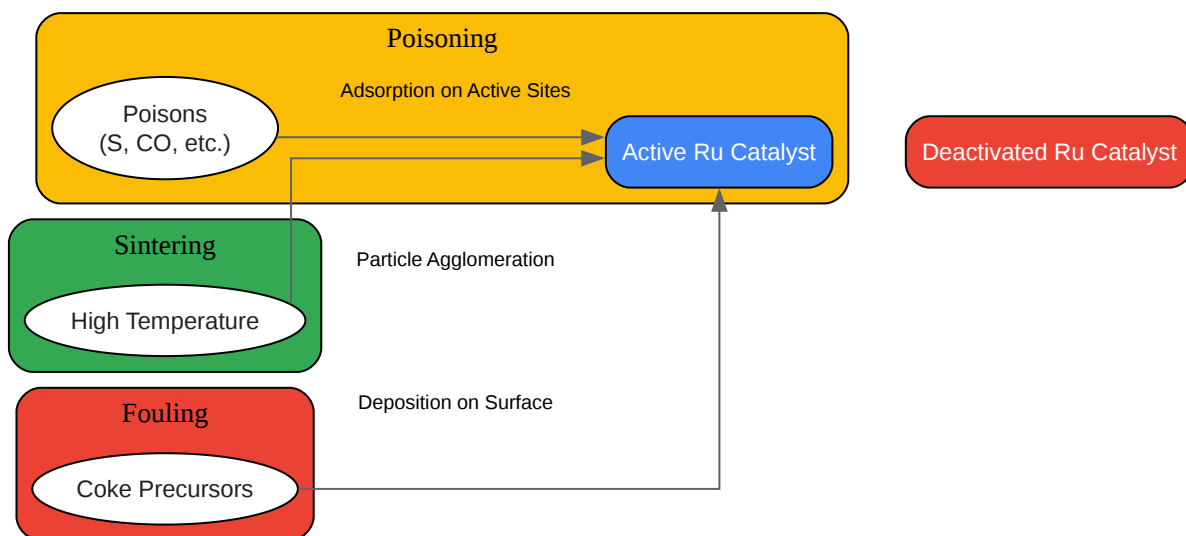 Poisoning
Adsorption on Active Sites
Poisons
(S, CO, etc.)
Active Ru Catalyst
Deactivated Ru Catalyst
Sintering
Particle Agglomeration
High Temperature
Fouling
Deposition on Surface
Coke Precursors